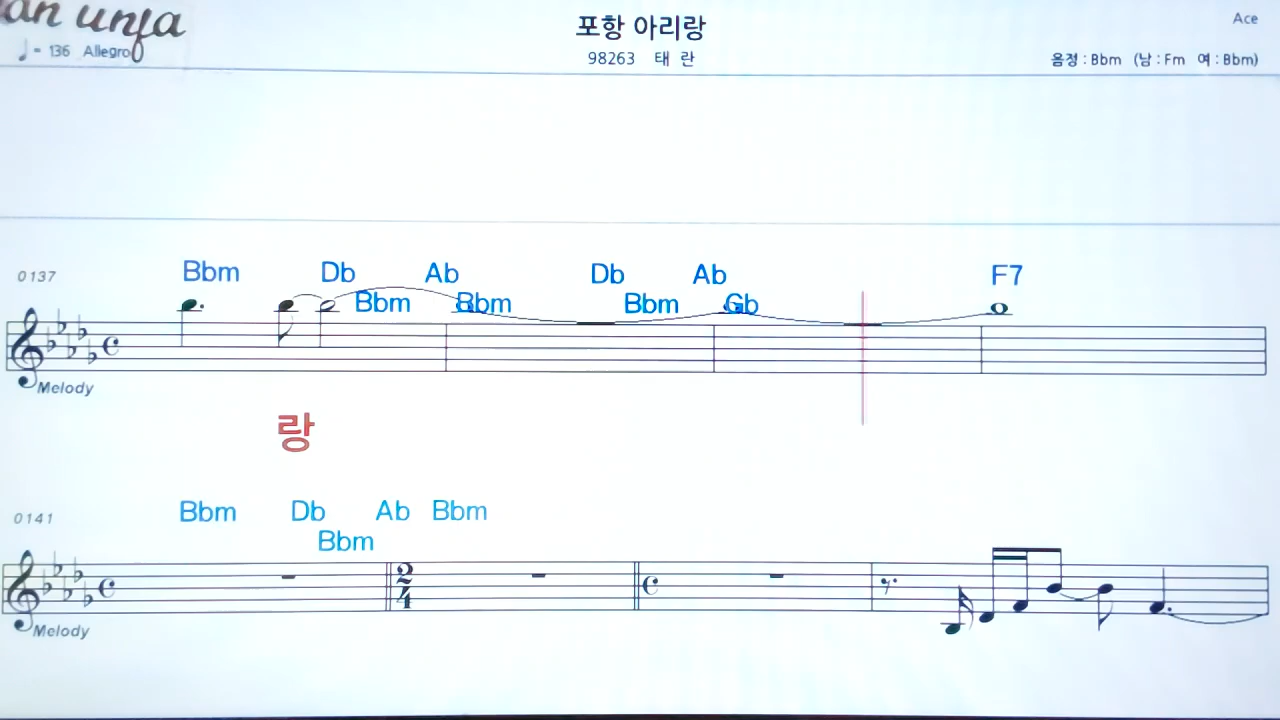 포항 아리랑
Ace
♩= 136 Allegro
98263 태 란
음정 : Bbm (남 : Fm 여 : Bbm)
0137 Bbm Db Ab Db Ab F7
Bbm Bbm Bbm Gb
Melody
랑
0141 Bbm Db Ab Bbm
Bbm
2
4
Melody